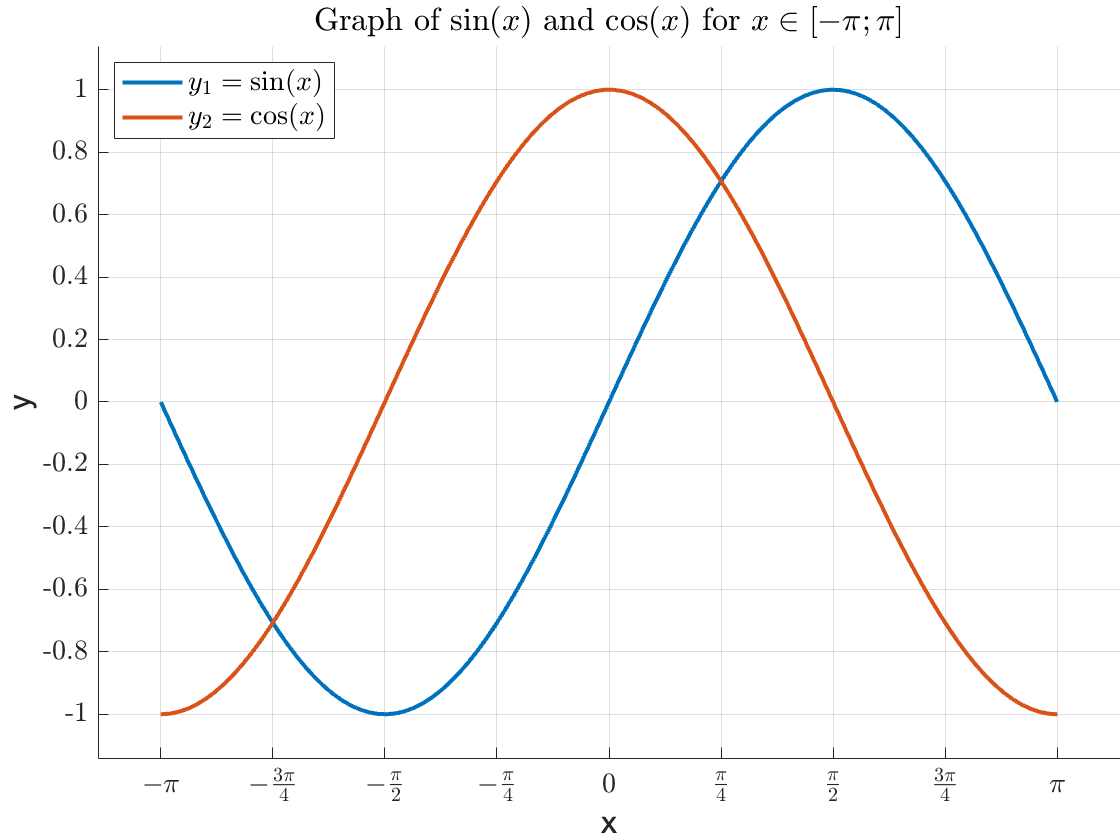 Graph of sin(x) and cos(x) for x ∈ [−π; π]
y₁ = sin(x)
y₂ = cos(x)
1
0.8
0.6
0.4
0.2
0
-0.2
-0.4
-0.6
-0.8
-1
y
−π
−3π/4
−π/2
−π/4
0
π/4
π/2
3π/4
π
x